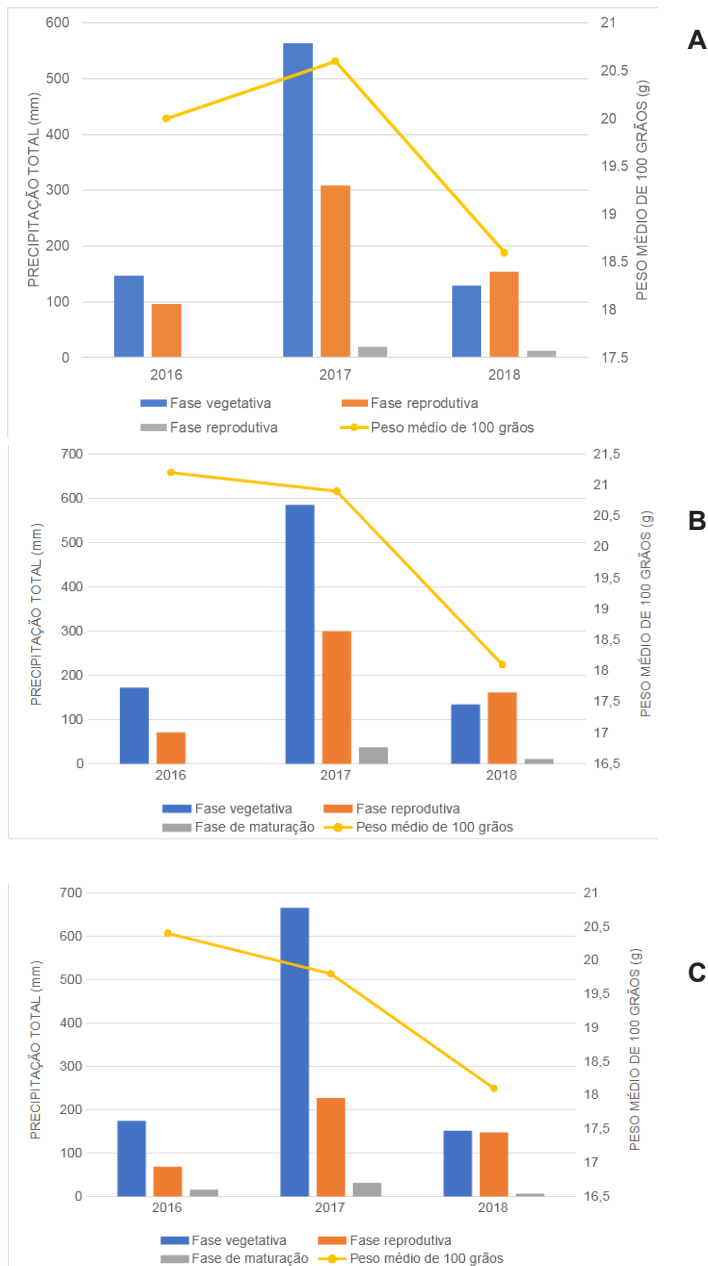 A
PRECIPITAÇÃO TOTAL (mm)
600
500
400
300
200
100
0
PESO MÉDIO DE 100 GRÃOS (g)
21
20.5
20
19.5
19
18.5
18
17.5
2016 2017 2018
Fase vegetativa Fase reprodutiva
Fase reprodutiva Peso médio de 100 grãos
B
PRECIPITAÇÃO TOTAL (mm)
700
600
500
400
300
200
100
0
PESO MÉDIO DE 100 GRÃOS (g)
21,5
21
20,5
20
19,5
19
18,5
18
17,5
17
16,5
2016 2017 2018
Fase vegetativa Fase reprodutiva
Fase de maturação Peso médio de 100 grãos
C
PRECIPITAÇÃO TOTAL (mm)
700
600
500
400
300
200
100
0
PESO MÉDIO DE 100 GRÃOS (g)
21
20,5
20
19,5
19
18,5
18
17,5
17
16,5
2016 2017 2018
Fase vegetativa Fase reprodutiva
Fase de maturação Peso médio de 100 grãos